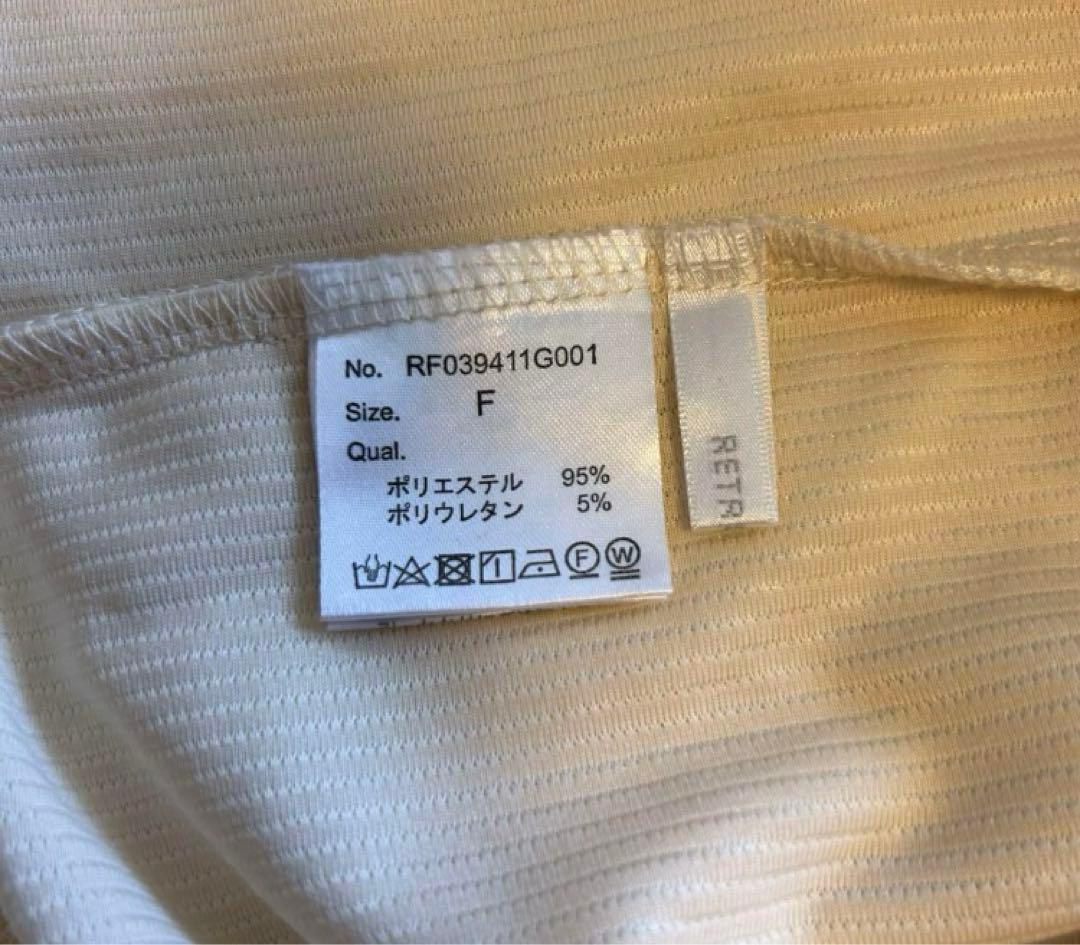 No. RF039411G001
Size. F
Qual.
ポリエステル 95%
ポリウレタン 5%
F W
RETR